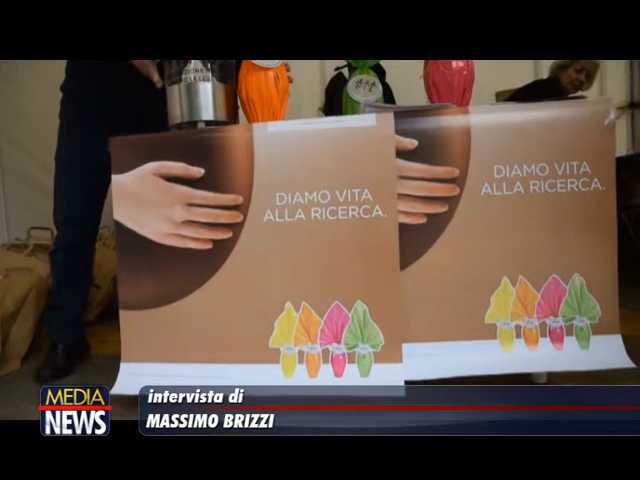 DIAMO VITA
ALLA RICERCA.
DIAMO VITA
ALLA RICERCA.
MEDIA
NEWS
intervista di
MASSIMO BRIZZI